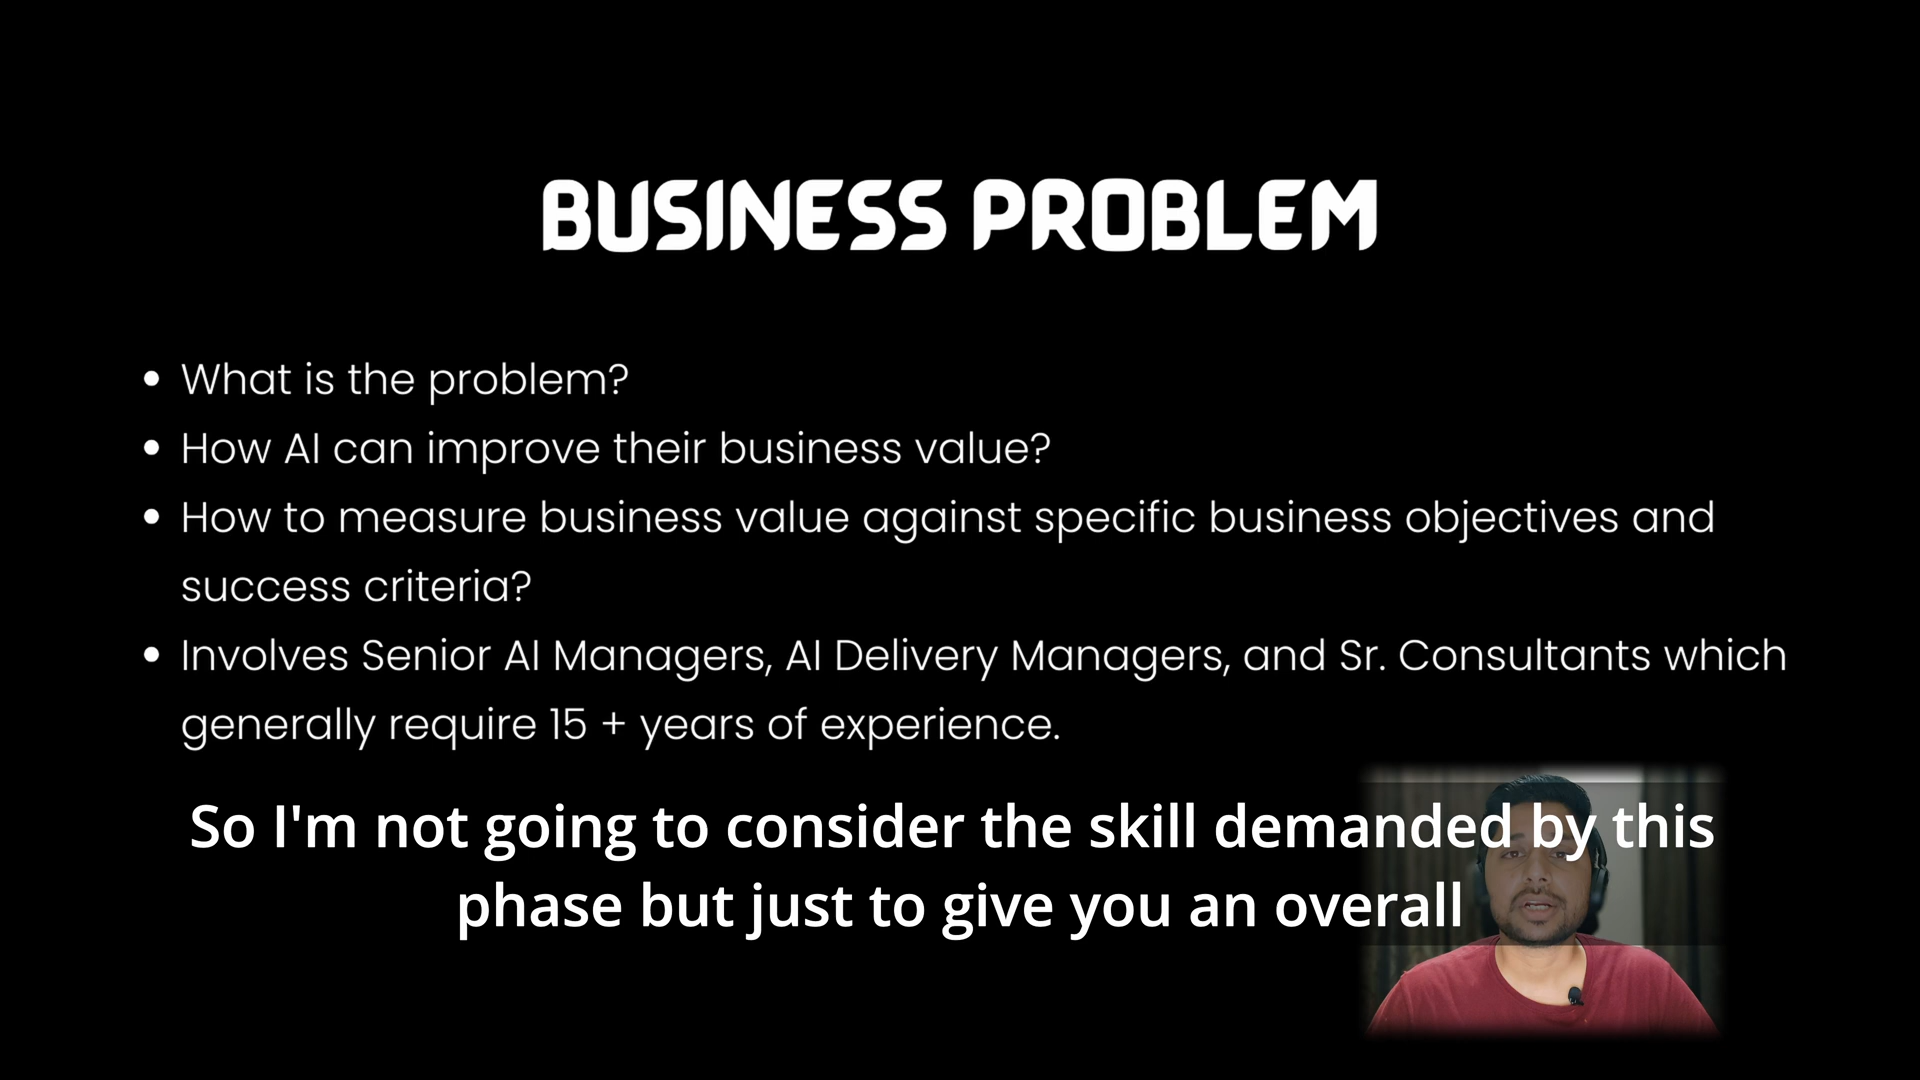 BUSINESS PROBLEM
• What is the problem?
• How AI can improve their business value?
• How to measure business value against specific business objectives and
success criteria?
• Involves Senior AI Managers, AI Delivery Managers, and Sr. Consultants which
generally require 15 + years of experience.
So I'm not going to consider the skill demanded by this
phase but just to give you an overall